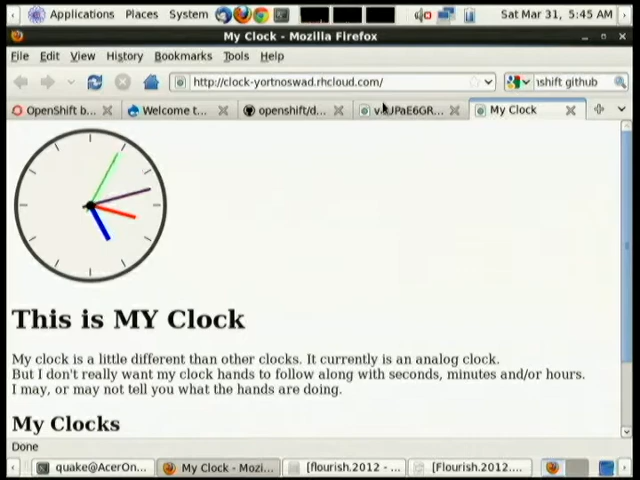 Applications Places System Sat Mar 31, 5:45 AM
My Clock - Mozilla Firefox
File Edit View History Bookmarks Tools Help
http://clock-yortnoswad.rhcloud.com/ ıshift github
OpenShift b... Welcome t... openshift/d... My Clock
This is MY Clock
My clock is a little different than other clocks. It currently is an analog clock.
But I don't really want my clock hands to follow along with seconds, minutes and/or hours.
I may, or may not tell you what the hands are doing.
My Clocks
Done
quake@AcerOn... My Clock - Mozi... [flourish.2012 - ... [Flourish.2012....